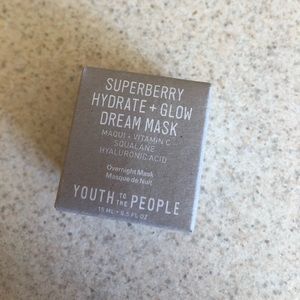 SUPERBERRY
HYDRATE + GLOW
DREAM MASK
MAQUI + VITAMIN C
SQUALANE
HYALURONIC ACID
Overnight Mask
Masque de Nuit
YOUTH TO THE PEOPLE
15 ML • 0.5 FL OZ